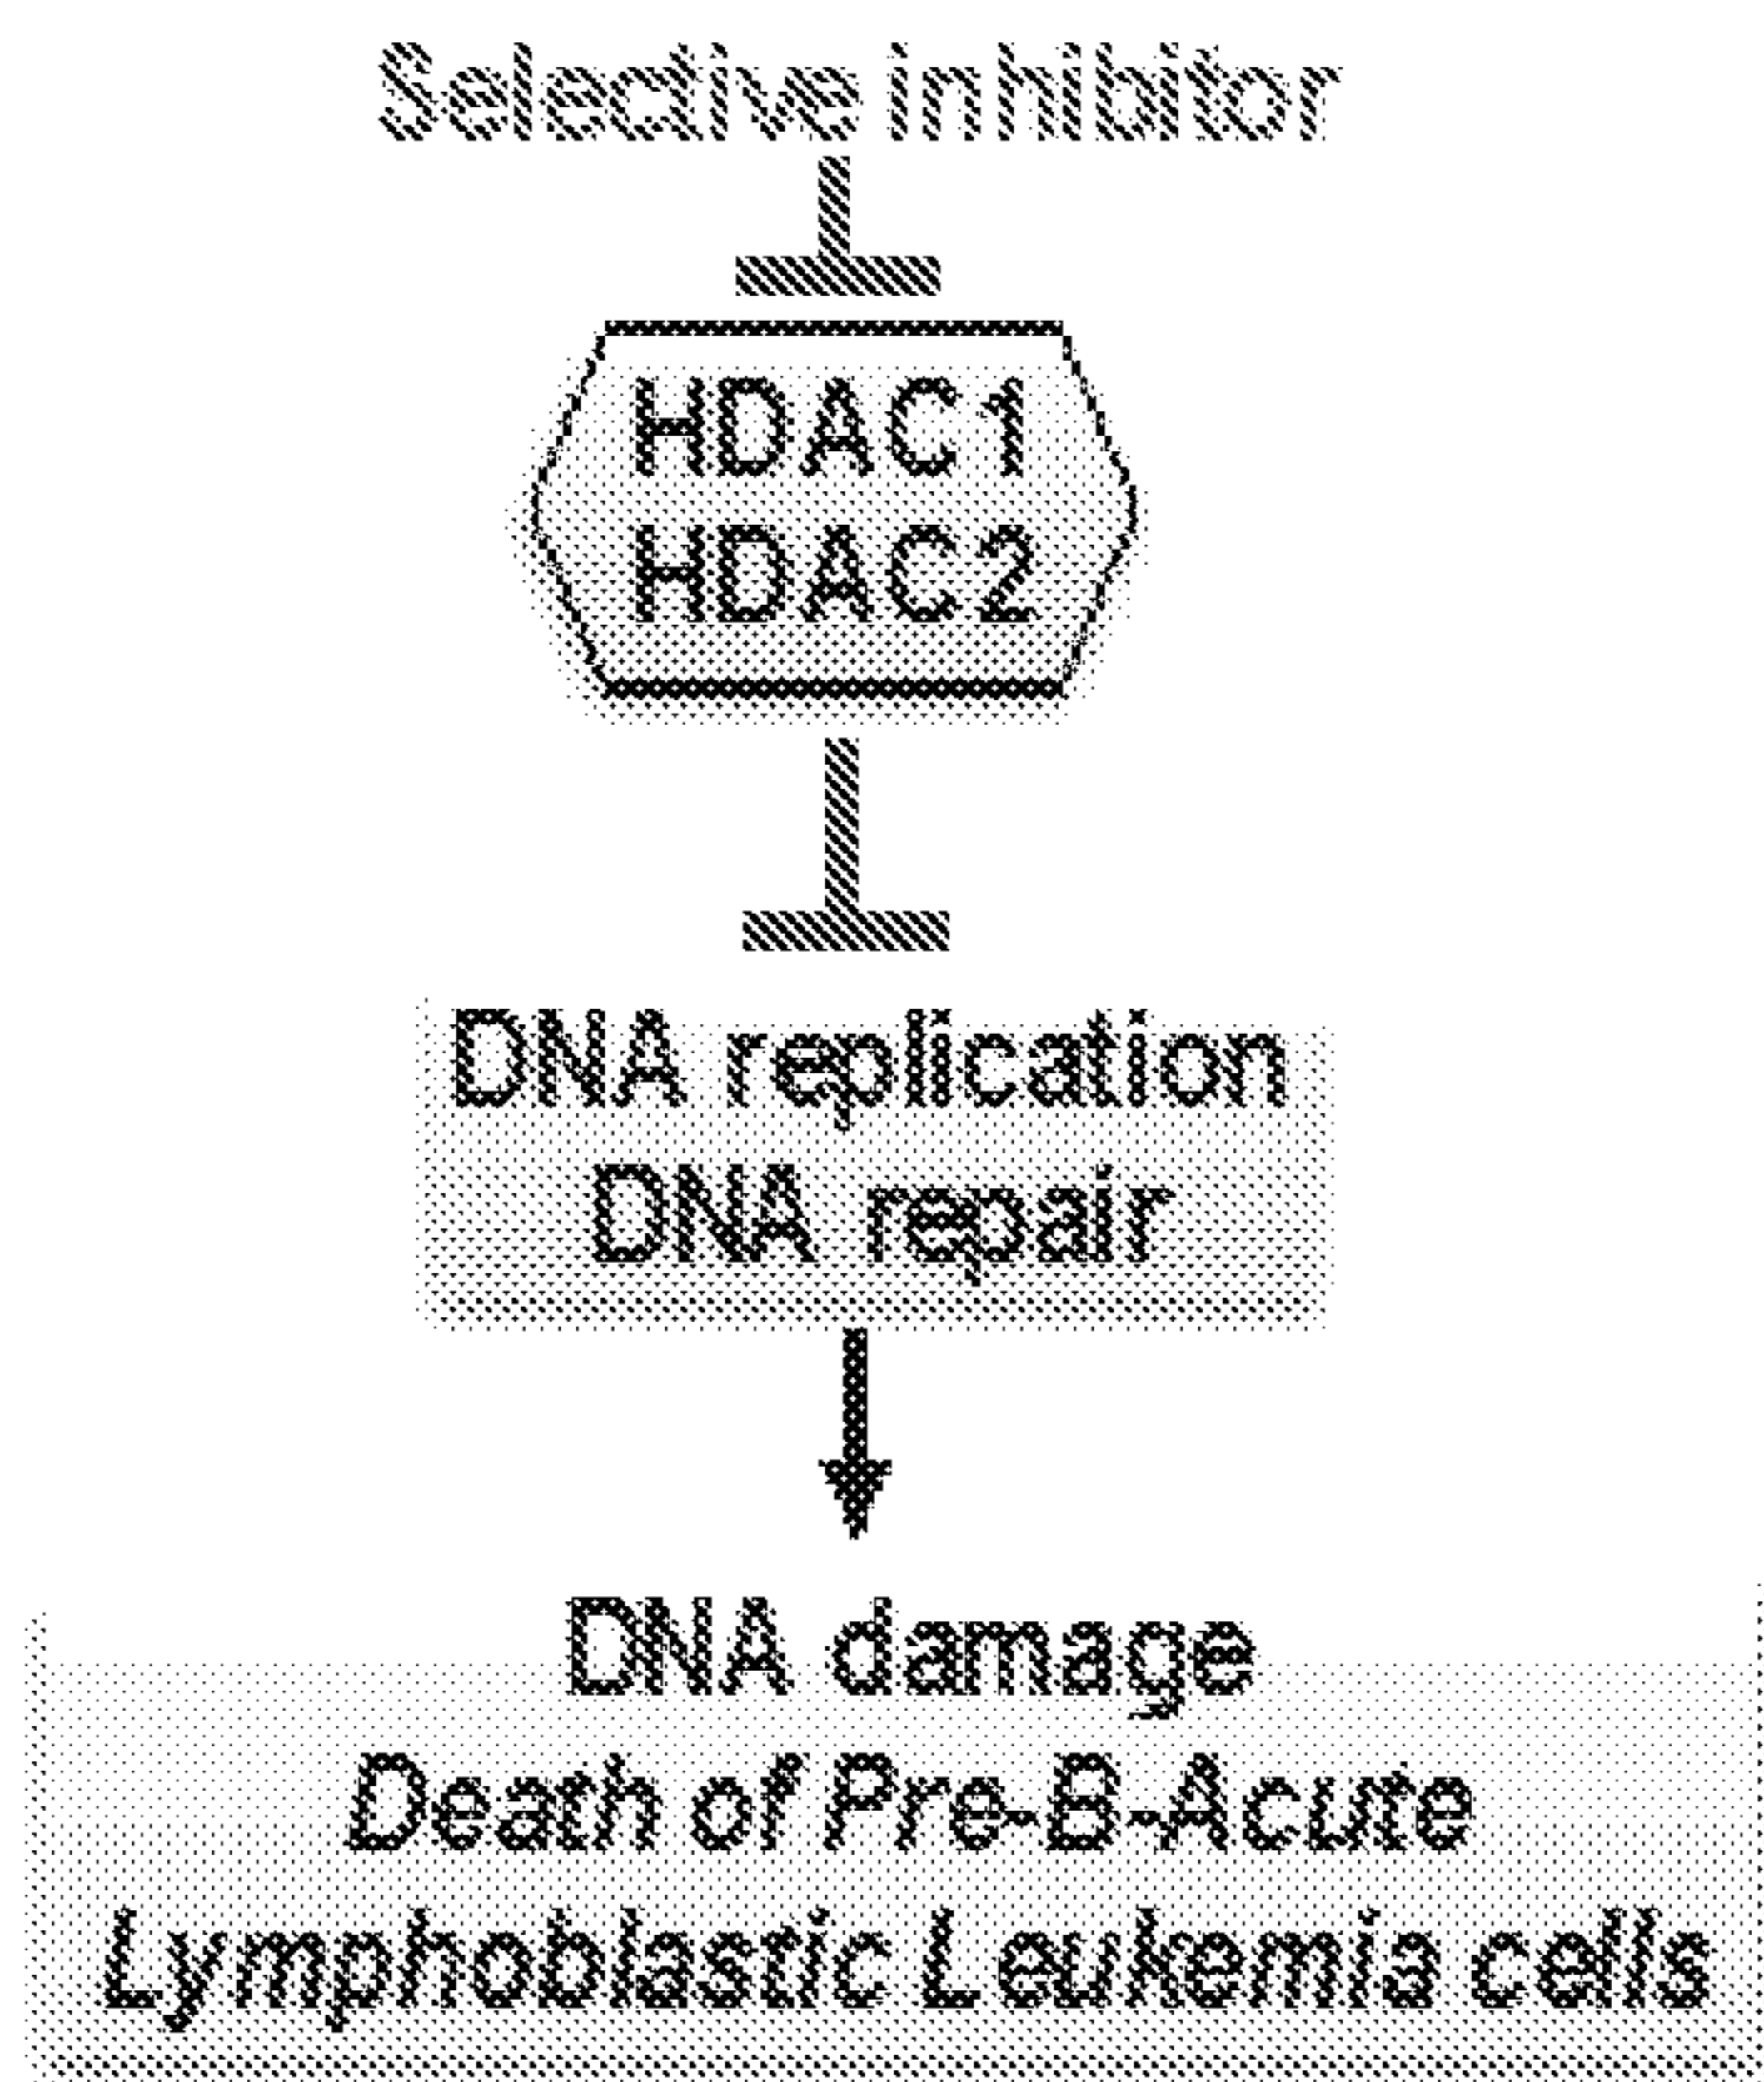 Selective inhibitor
HDAC1
HDAC2
DNA replication
DNA repair
DNA damage
Death of Pre-B-Acute
Lymphoblastic Leukemia cells